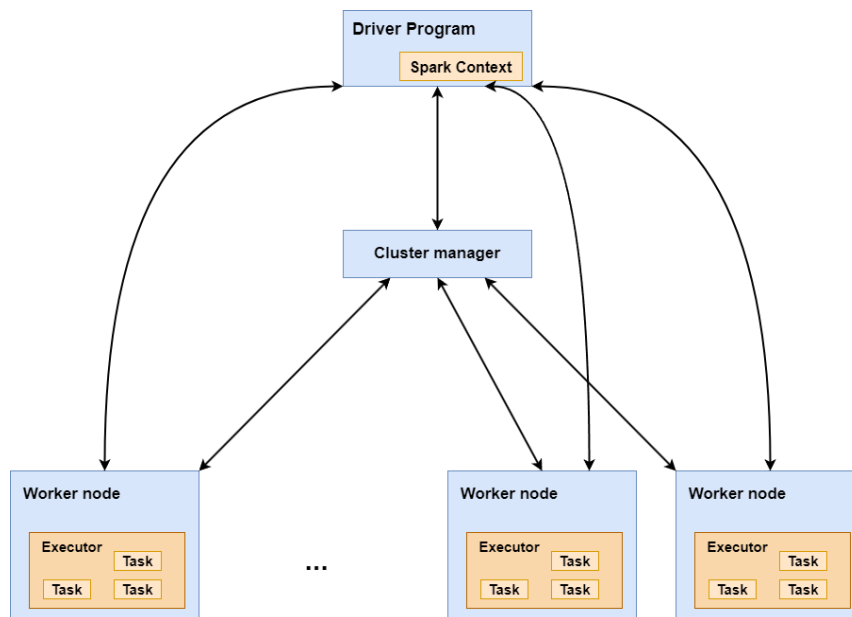 Driver Program
Spark Context
Cluster manager
Worker node
Executor
Task
Task
Task
...
Worker node
Executor
Task
Task
Task
Worker node
Executor
Task
Task
Task